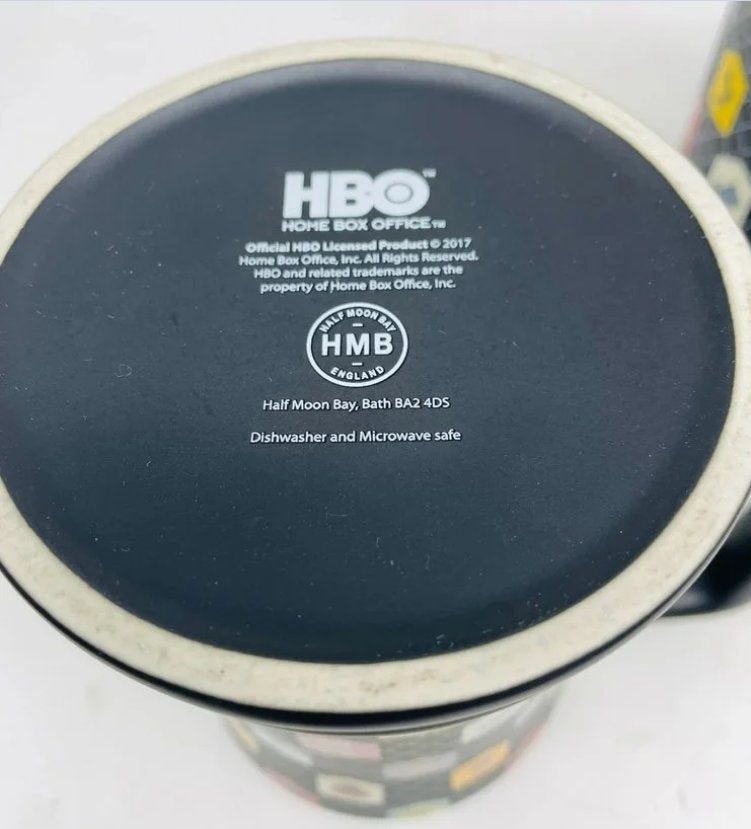 HBO™
HOME BOX OFFICE™
Official HBO Licensed Product © 2017
Home Box Office, Inc. All Rights Reserved.
HBO and related trademarks are the
property of Home Box Office, Inc.
HALF MOON BAY
HMB
ENGLAND
Half Moon Bay, Bath BA2 4DS
Dishwasher and Microwave safe